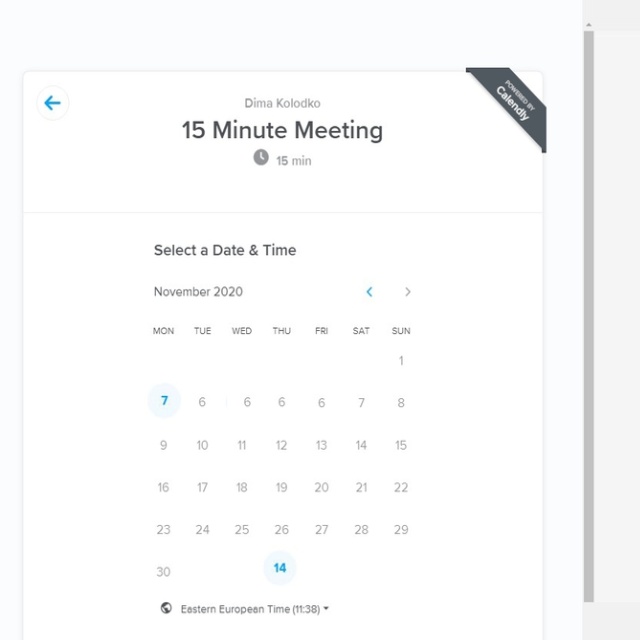 POWERED BY
Calendly
Dima Kolodko
15 Minute Meeting
15 min
Select a Date & Time
November 2020
MON TUE WED THU FRI SAT SUN
1
7 6 6 6 6 7 8
9 10 11 12 13 14 15
16 17 18 19 20 21 22
23 24 25 26 27 28 29
30 14
Eastern European Time (11:38)